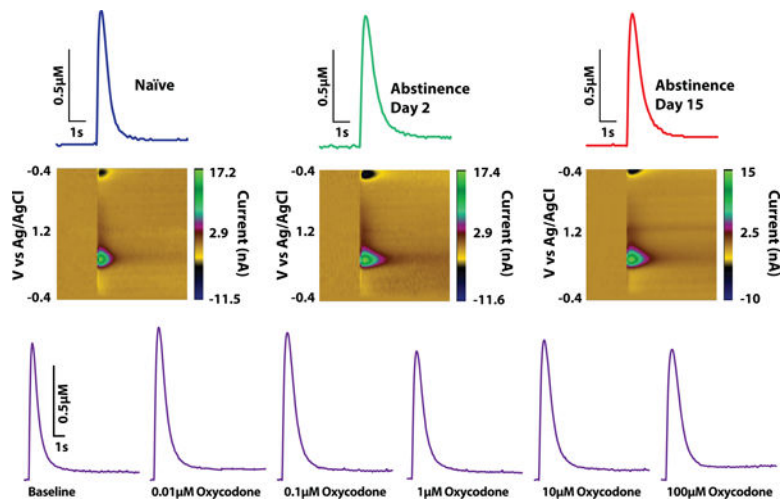 0.5µM
1s
Naïve
0.5µM
1s
Abstinence
Day 2
0.5µM
1s
Abstinence
Day 15
V vs Ag/AgCl
-0.4
1.2
-0.4
17.2
2.9
-11.5
Current (nA)
V vs Ag/AgCl
-0.4
1.2
-0.4
17.4
2.9
-11.6
Current (nA)
V vs Ag/AgCl
-0.4
1.2
-0.4
15
2.5
-10
Current (nA)
0.5µM
1s
Baseline
0.01µM Oxycodone
0.1µM Oxycodone
1µM Oxycodone
10µM Oxycodone
100µM Oxycodone